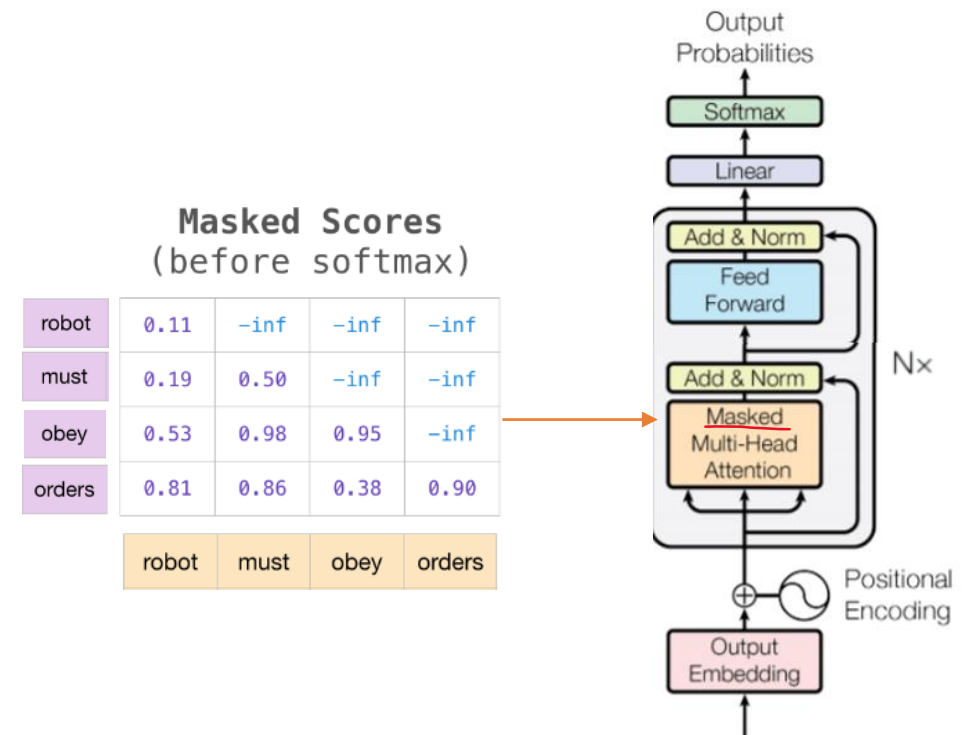 Masked Scores
(before softmax)
robot 0.11 -inf -inf -inf
must 0.19 0.50 -inf -inf
obey 0.53 0.98 0.95 -inf
orders 0.81 0.86 0.38 0.90
robot must obey orders
Output
Probabilities
Softmax
Linear
Add & Norm
Feed
Forward
Nx
Add & Norm
Masked
Multi-Head
Attention
Positional
Encoding
Output
Embedding